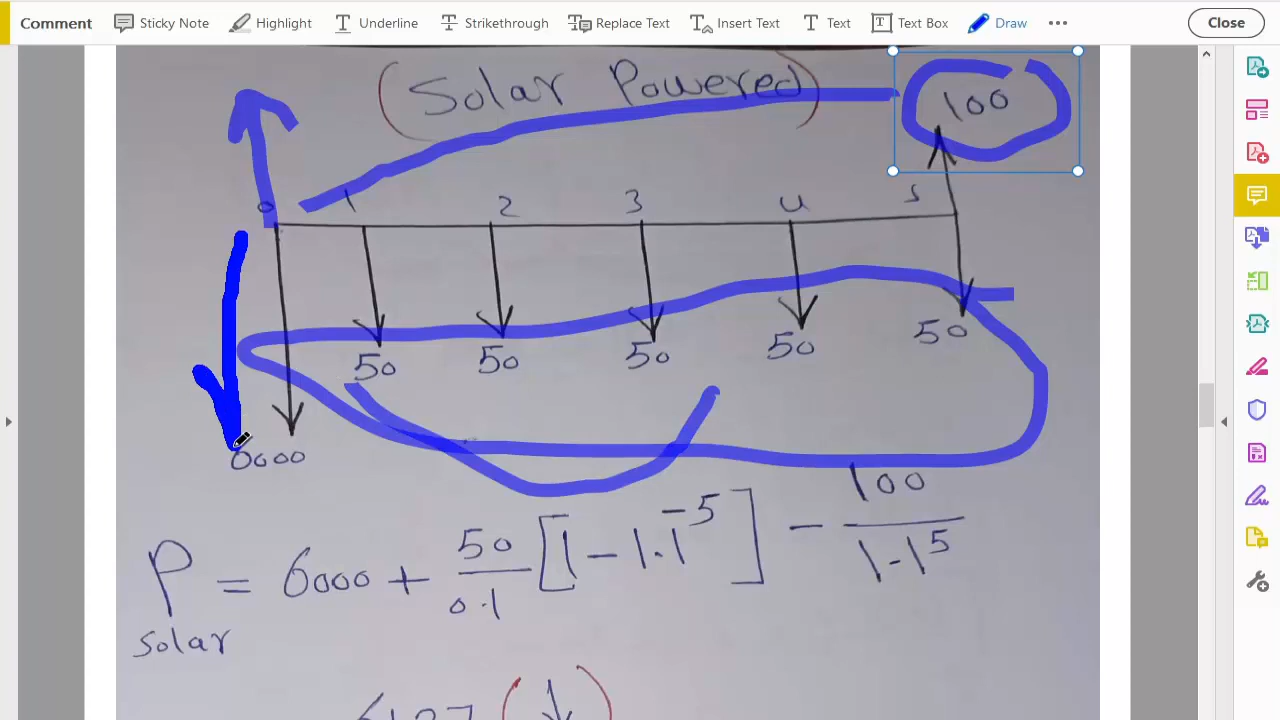 Comment Sticky Note Highlight Underline Strikethrough Replace Text Insert Text Text Text Box Draw Close
(Solar Powered) 100
0 1 2 3 4 5
50 50 50 50 50
6000
P solar = 6000 + 50/0.1 [1 - 1.1^-5] - 100/1.1^5